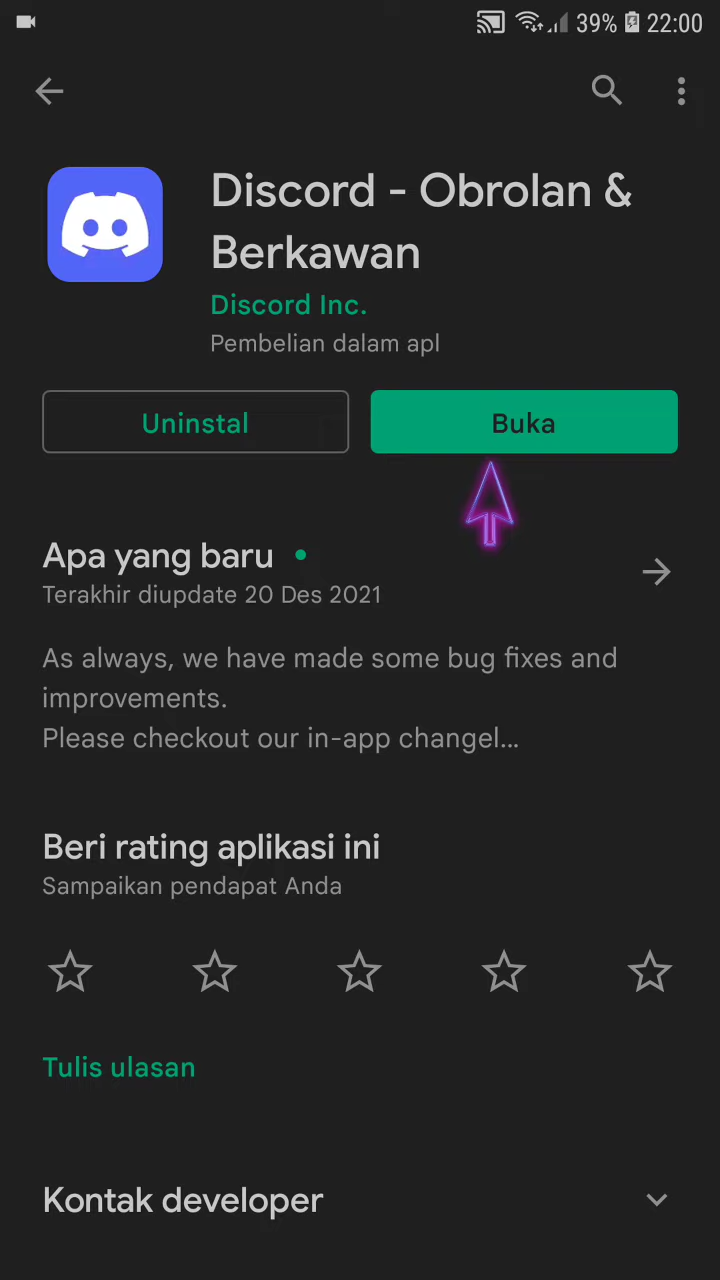 39% 22:00
Discord - Obrolan &
Berkawan
Discord Inc.
Pembelian dalam apl
Uninstal
Buka
Apa yang baru
Terakhir diupdate 20 Des 2021
As always, we have made some bug fixes and
improvements.
Please checkout our in-app changel...
Beri rating aplikasi ini
Sampaikan pendapat Anda
Tulis ulasan
Kontak developer